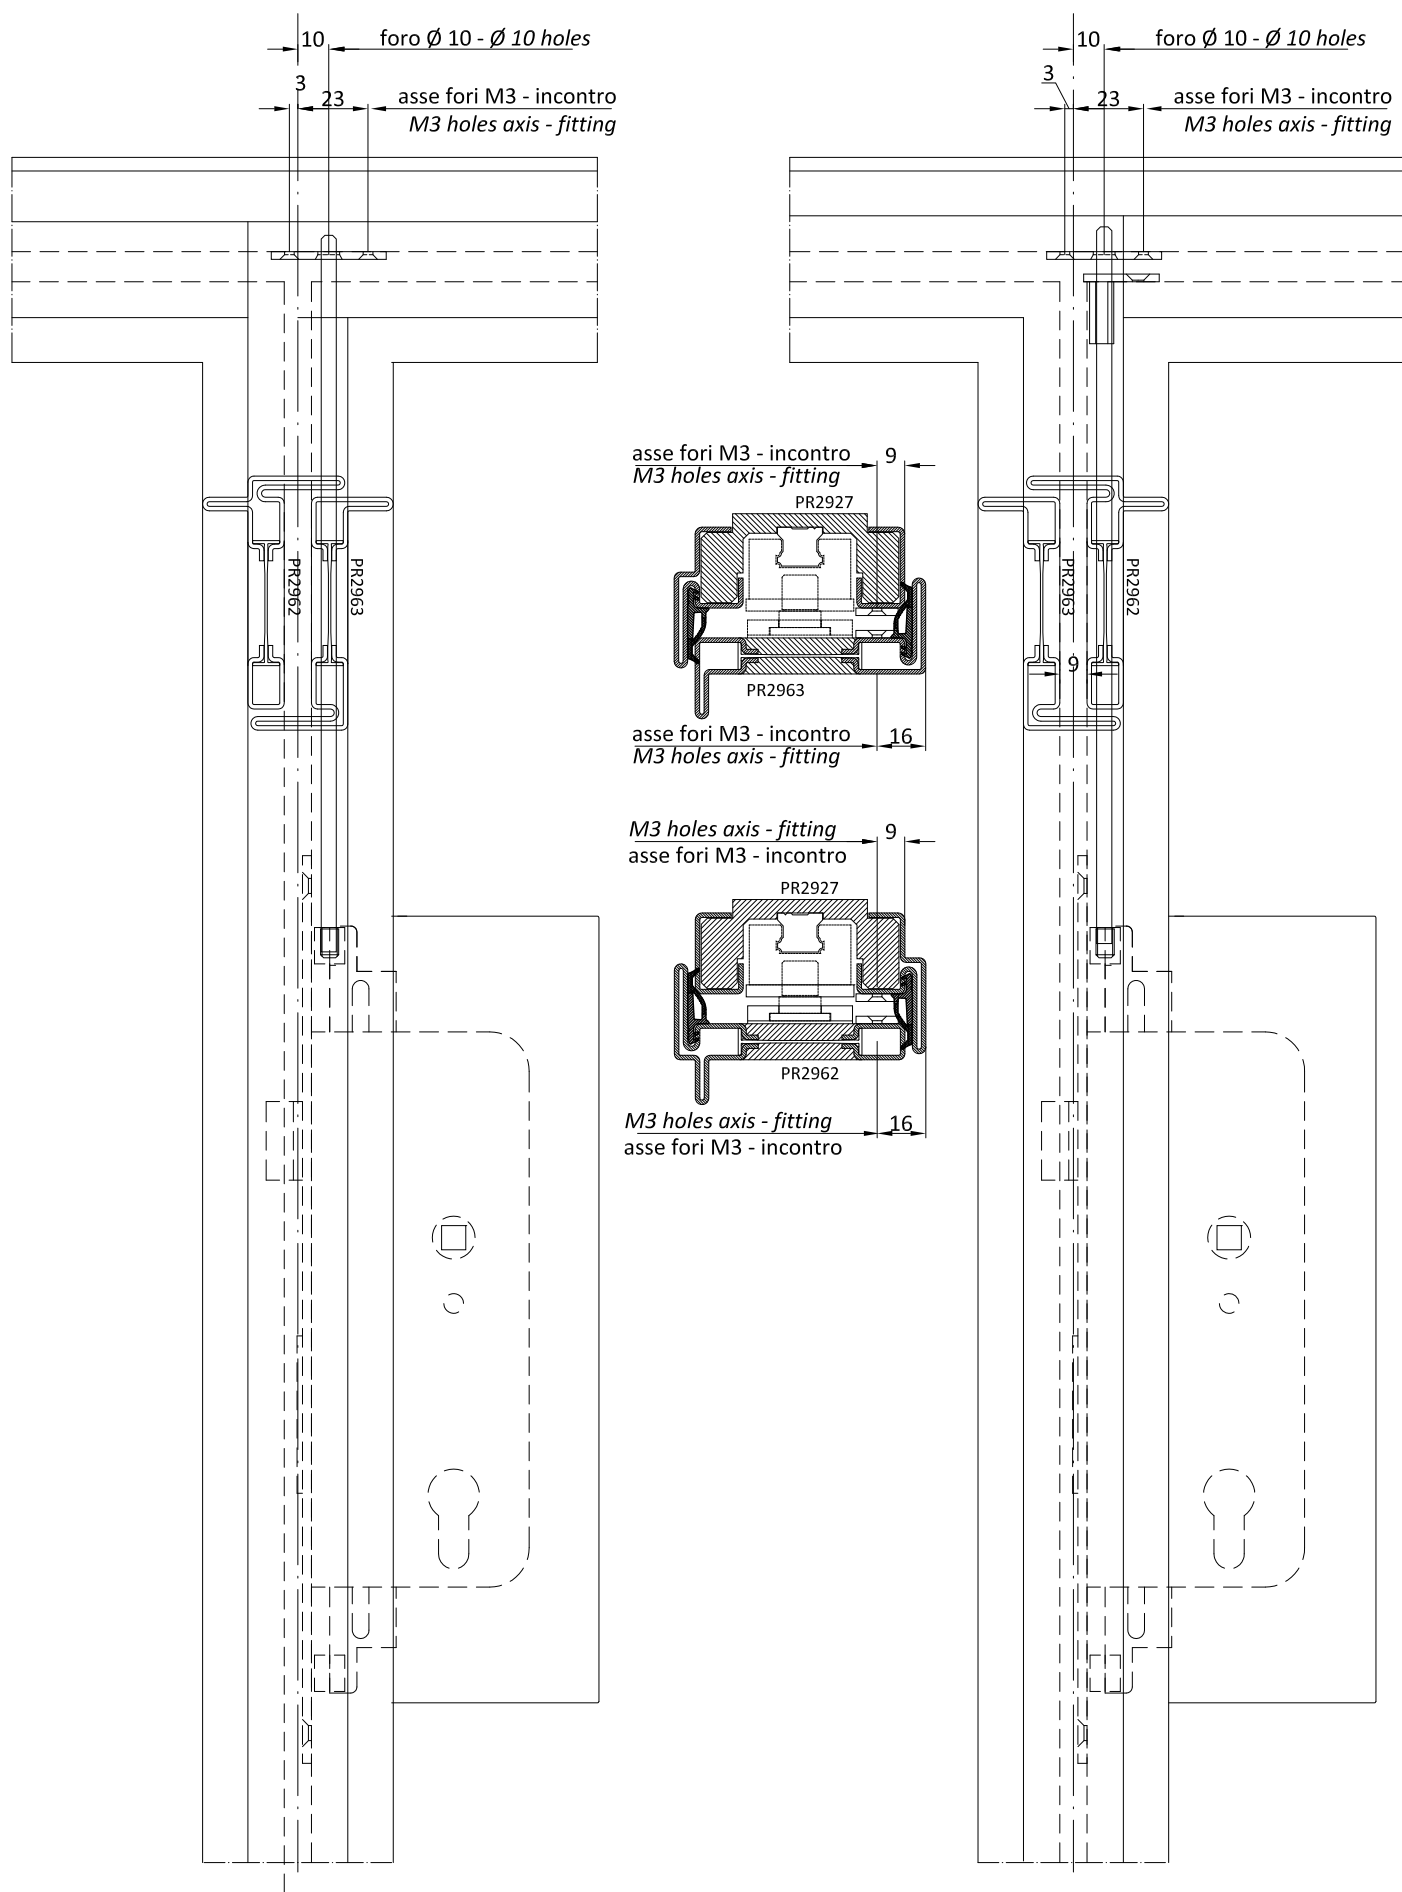 10
foro Ø 10 - Ø 10 holes
3
23
asse fori M3 - incontro
M3 holes axis - fitting
10
foro Ø 10 - Ø 10 holes
3
23
asse fori M3 - incontro
M3 holes axis - fitting
PR2962
PR2963
asse fori M3 - incontro
9
M3 holes axis - fitting
PR2927
PR2963
asse fori M3 - incontro
16
M3 holes axis - fitting
M3 holes axis - fitting
9
asse fori M3 - incontro
PR2927
PR2962
M3 holes axis - fitting
16
asse fori M3 - incontro
PR2963
PR2962
9